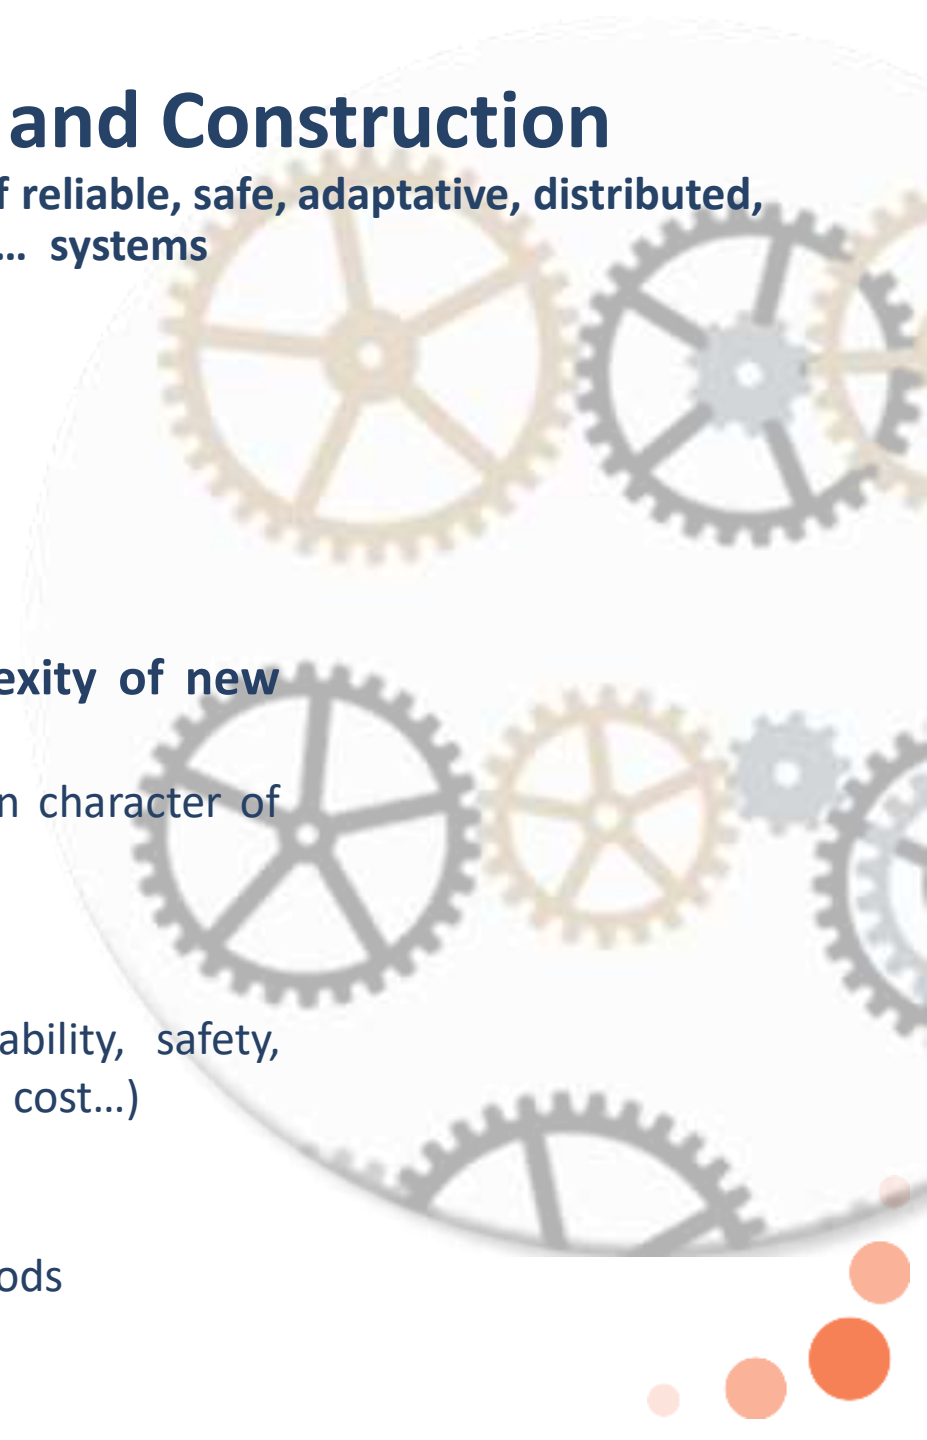 and Construction
f reliable, safe, adaptative, distributed,
... systems
exity of new
n character of
ability, safety,
cost...)
ods